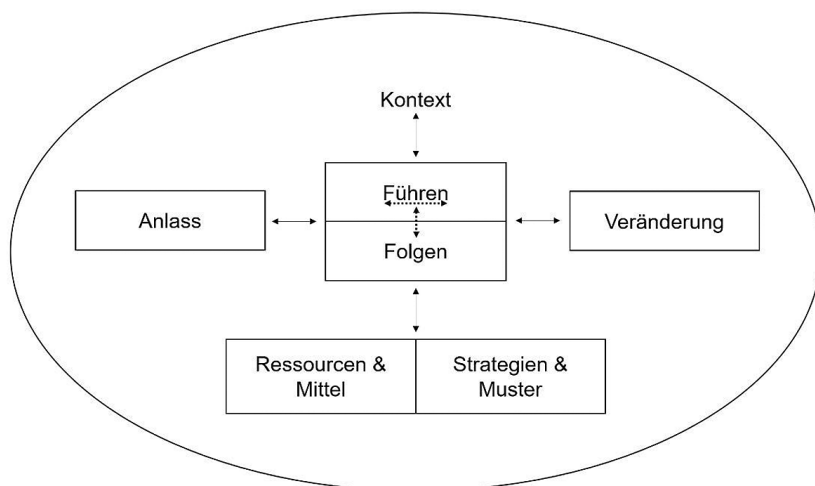 Kontext
Führen
Anlass
Veränderung
Folgen
Ressourcen &
Mittel
Strategien &
Muster